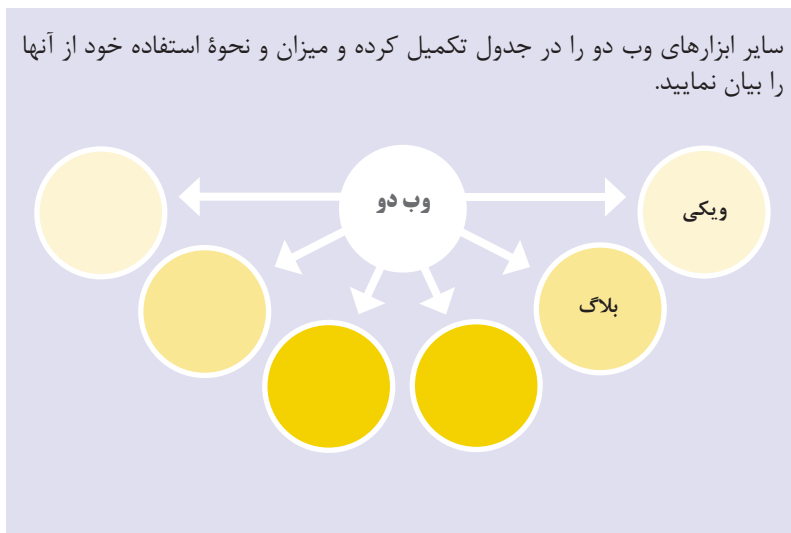 سایر ابزارهای وب دو را در جدول تکمیل کرده و میزان و نحوۀ استفاده خود از آنها
را بیان نمایید.
وب دو
ویکی
بلاگ